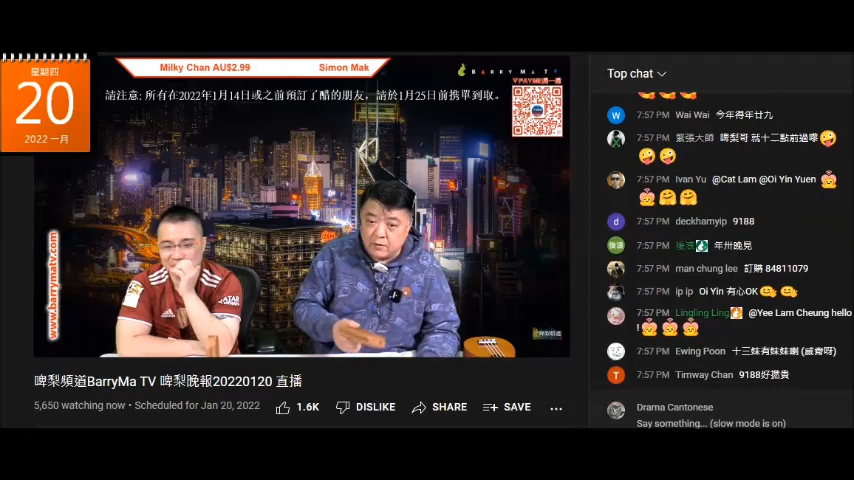 星期四
20
2022 一月
Milky Chan AU$2.99
Simon Mak
BARRYMATV
請注意: 所有在2022年1月14日或之前預訂了醋的朋友，請於1月25日前携單到取。
www.barrymatv.com
QATAR
啤梨頻道BarryMa TV 啤梨晚報20220120 直播
5,650 watching now • Scheduled for Jan 20, 2022
1.6K
DISLIKE
SHARE
SAVE
Top chat
W
7:57 PM Wai Wai 今年得年廿九
7:57 PM 緊張大師 啤梨哥 就十二點前過嚟
7:57 PM Ivan Yu @Cat Lam @Oi Yin Yuen
d
7:57 PM deckhamyip 9188
7:57 PM 後浪 年卅晚見
7:57 PM man chung lee 訂購 84811079
7:57 PM ip ip Oi Yin 有心OK
7:57 PM Lingling Ling @Yee Lam Cheung hello
!
7:57 PM Ewing Poon 十三妹有妹妹喇 (威脅呀)
T
7:57 PM Timway Chan 9188好撚貴
Drama Cantonese
Say something... (slow mode is on)